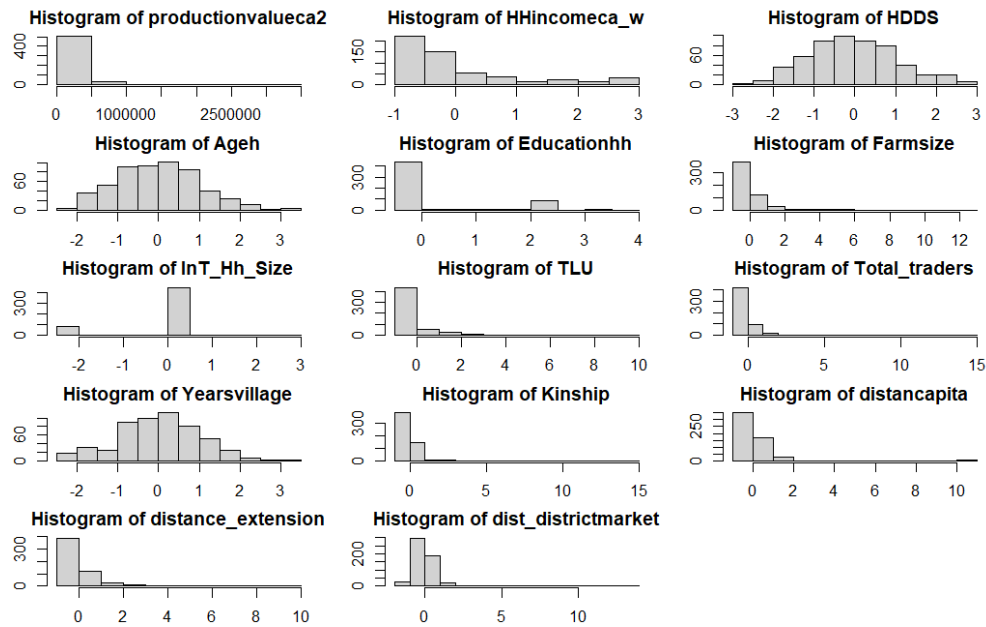 Histogram of productionvalueca2
400
0
0 1000000 2500000
Histogram of HHincomeca_w
150
0
-1 0 1 2 3
Histogram of HDDS
60
0
-3 -2 -1 0 1 2 3
Histogram of Ageh
60
0
-2 -1 0 1 2 3
Histogram of Educationhh
300
0
0 1 2 3 4
Histogram of Farmsize
300
0
0 2 4 6 8 10 12
Histogram of lnT_Hh_Size
300
0
-2 -1 0 1 2 3
Histogram of TLU
300
0
0 2 4 6 8 10
Histogram of Total_traders
300
0
0 5 10 15
Histogram of Yearsvillage
60
0
-2 -1 0 1 2 3
Histogram of Kinship
300
0
0 5 10 15
Histogram of distancapita
250
0
0 2 4 6 8 10
Histogram of distance_extension
300
0
0 2 4 6 8 10
Histogram of dist_districtmarket
200
0
0 5 10